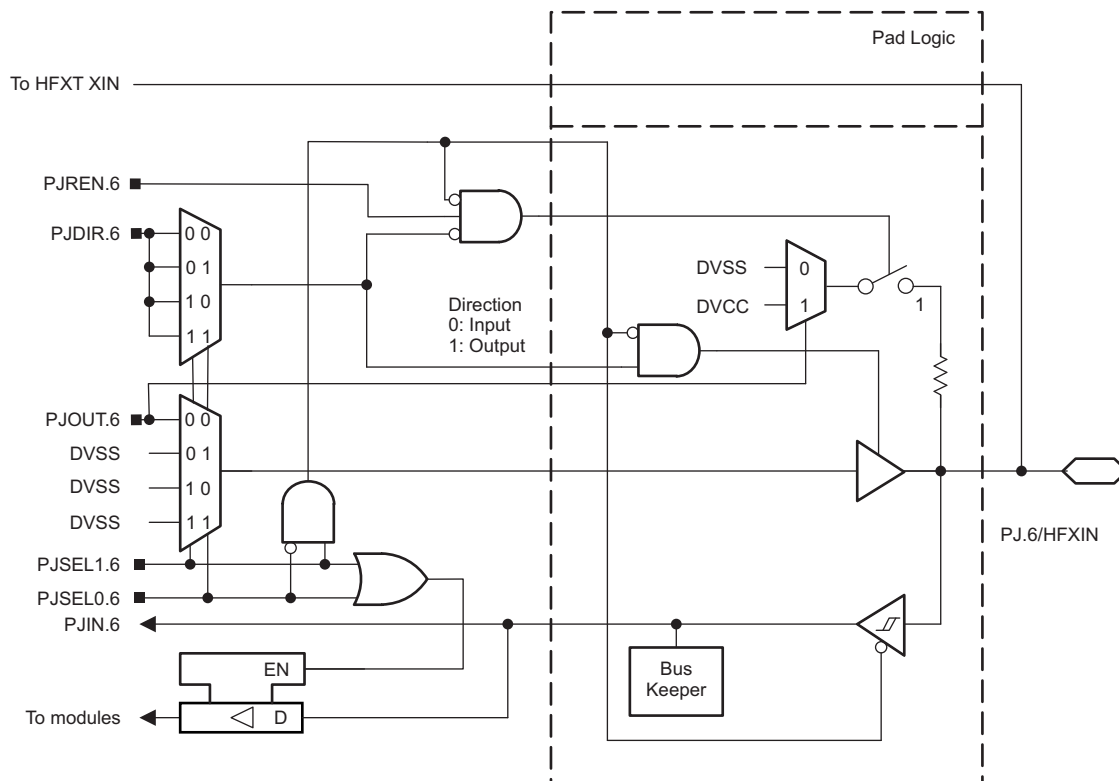 Pad Logic
To HFXT XIN
PJREN.6
PJDIR.6
0 0
0 1
1 0
1 1
Direction
0: Input
1: Output
DVSS
0
DVCC
1
1
PJOUT.6
0 0
DVSS
0 1
DVSS
1 0
DVSS
1 1
PJ.6/HFXIN
PJSEL1.6
PJSEL0.6
PJIN.6
EN
Bus
Keeper
To modules
D